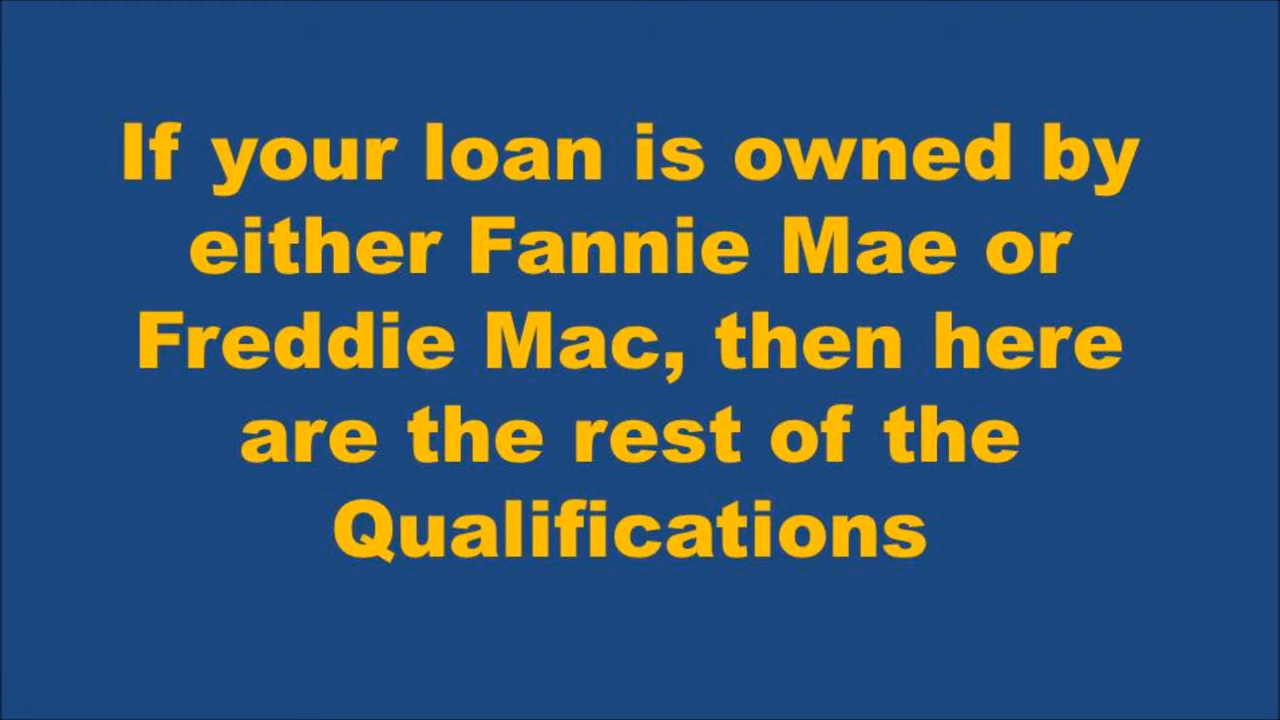 If your loan is owned by
either Fannie Mae or
Freddie Mac, then here
are the rest of the
Qualifications